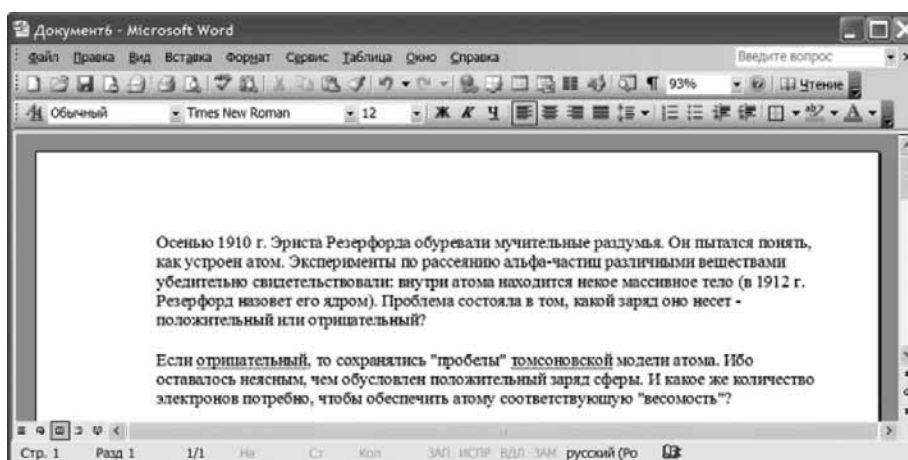 Документ6 - Microsoft Word
Файл Правка Вид Вставка Формат Сервис Таблица Окно Справка Введите вопрос
93% Чтение
Обычный Times New Roman 12 Ж К Ч
Осенью 1910 г. Эрнста Резерфорда обуревали мучительные раздумья. Он пытался понять,
как устроен атом. Эксперименты по рассеянию альфа-частиц различными веществами
убедительно свидетельствовали: внутри атома находится некое массивное тело (в 1912 г.
Резерфорд назовет его ядром). Проблема состояла в том, какой заряд оно несет -
положительный или отрицательный?
Если отрицательный, то сохранялись "пробелы" томсоновской модели атома. Ибо
оставалось неясным, чем обусловлен положительный заряд сферы. И какое же количество
электронов потребно, чтобы обеспечить атому соответствующую "весомость"?
Стр. 1 Разд 1 1/1 На Ст Кол ЗАП ИСПР ВДЛ ЗАМ русский (Ро